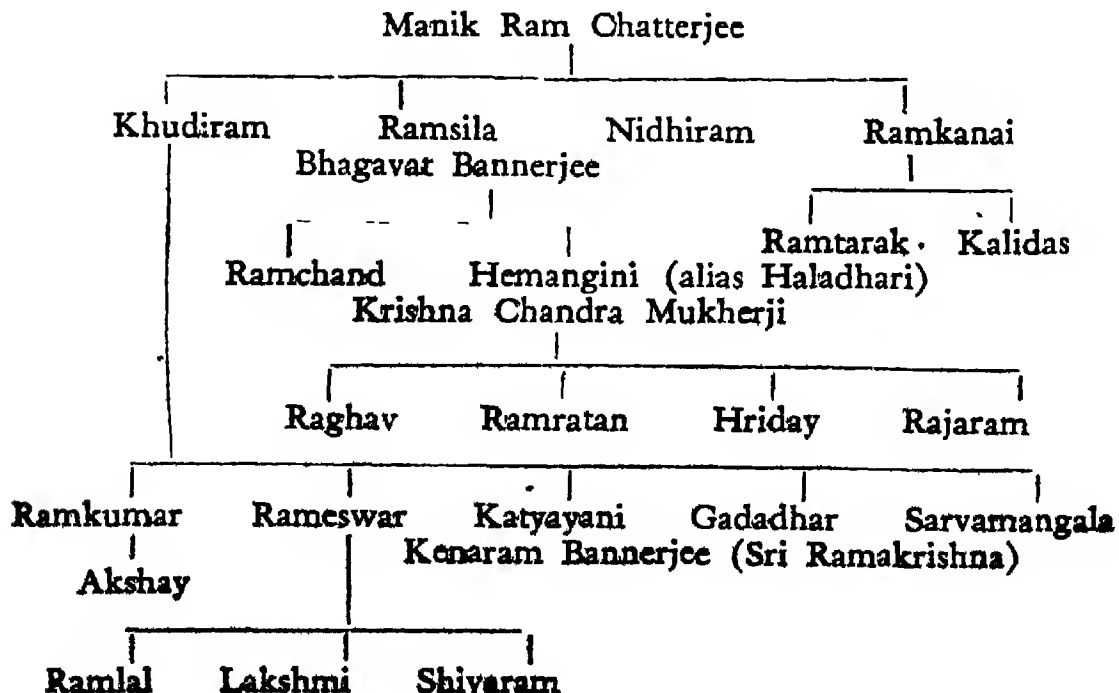 Manik Ram Chatterjee
Khudiram Ramsila Nidhiram Ramkanai
Bhagavat Bannerjee
Ramtarak. Kalidas
Ramchand Hemangini (alias Haladhari)
Krishna Chandra Mukherji
Raghav Ramratan Hriday Rajaram
Ramkumar Rameswar Katyayani Gadadhar Sarvamangala
Kenaram Bannerjee (Sri Ramakrishna)
Akshay
Ramlal Lakshmi Shivaram